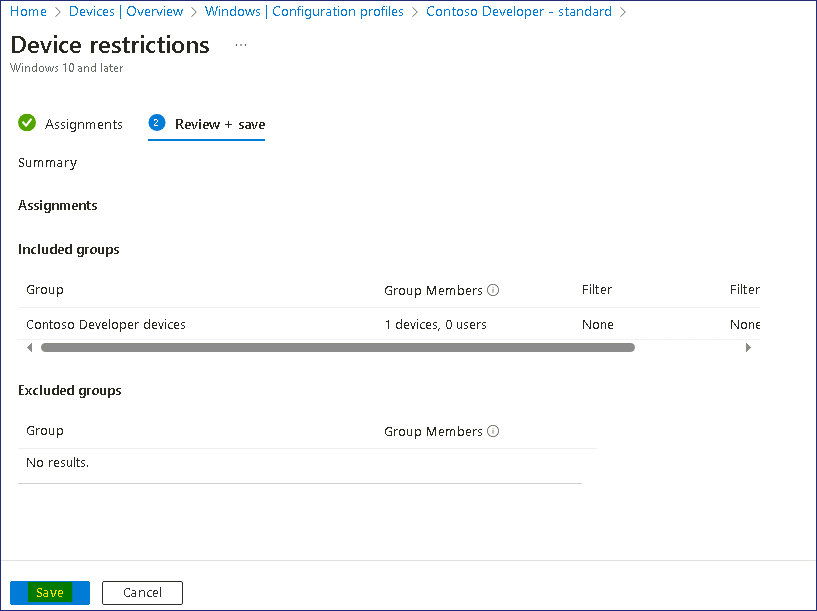 Home > Devices | Overview > Windows | Configuration profiles > Contoso Developer - standard >
Device restrictions ...
Windows 10 and later
Assignments 2 Review + save
Summary
Assignments
Included groups
Group Group Members Filter Filter
Contoso Developer devices 1 devices, 0 users None None
Excluded groups
Group Group Members
No results.
Save Cancel